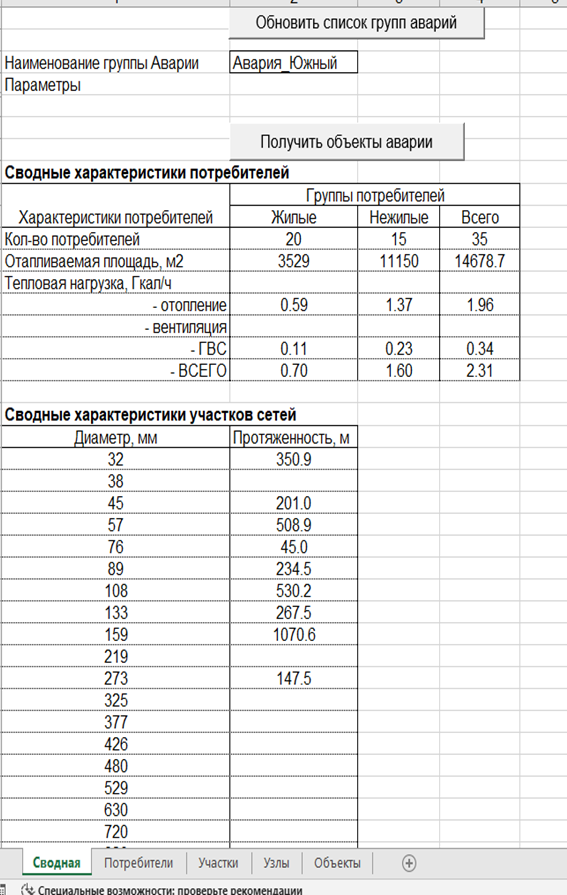 Обновить список групп аварий
Наименование группы Аварии Авария_Южный
Параметры
Получить объекты аварии
Сводные характеристики потребителей
Группы потребителей
Характеристики потребителей Жилые Нежилые Всего
Кол-во потребителей 20 15 35
Отапливаемая площадь, м2 3529 11150 14678.7
Тепловая нагрузка, Гкал/ч
- отопление 0.59 1.37 1.96
- вентиляция
- ГВС 0.11 0.23 0.34
- ВСЕГО 0.70 1.60 2.31
Сводные характеристики участков сетей
Диаметр, мм Протяженность, м
32 350.9
38
45 201.0
57 508.9
76 45.0
89 234.5
108 530.2
133 267.5
159 1070.6
219
273 147.5
325
377
426
480
529
630
720
Сводная Потребители Участки Узлы Объекты
Специальные возможности: проверьте рекомендации